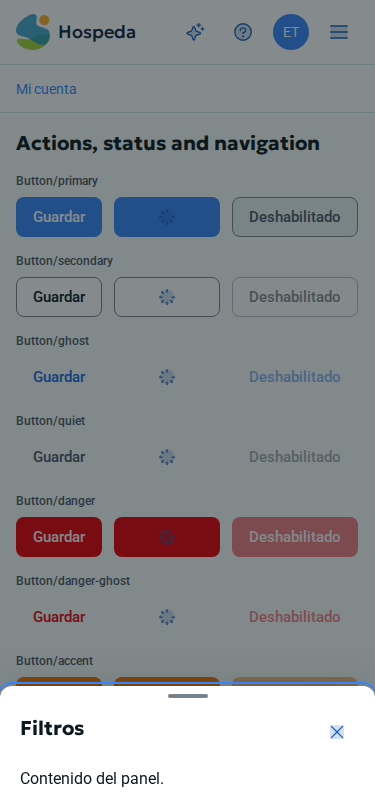 Hospeda
ET
Mi cuenta
Actions, status and navigation
Button/primary
Guardar
Deshabilitado
Button/secondary
Guardar
Deshabilitado
Button/ghost
Guardar
Deshabilitado
Button/quiet
Guardar
Deshabilitado
Button/danger
Guardar
Deshabilitado
Button/danger-ghost
Guardar
Deshabilitado
Button/accent
Filtros
Contenido del panel.